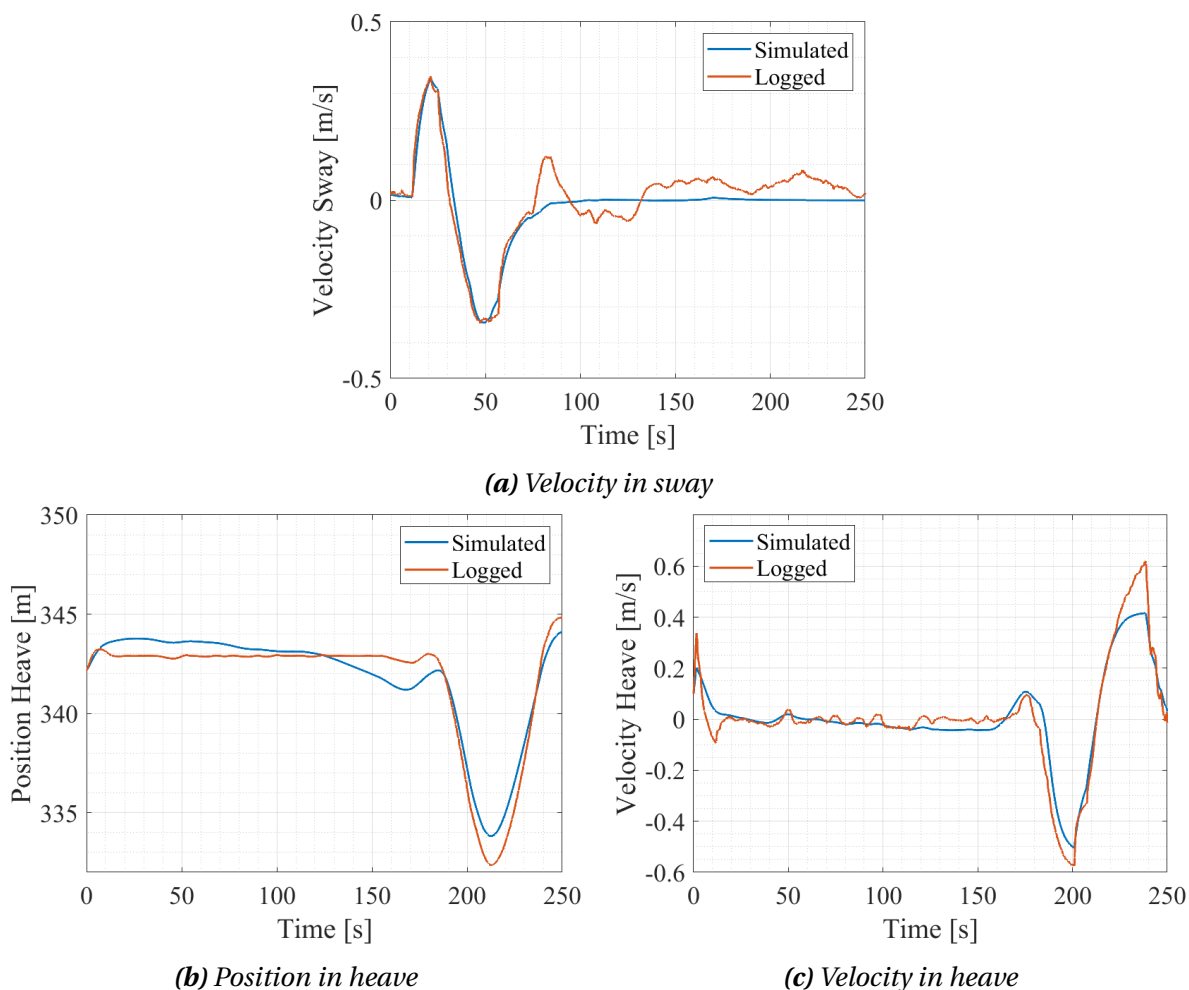 0.5
Simulated
Logged
Velocity Sway [m/s]
0
-0.5
0 50 100 150 200 250
Time [s]
(a) Velocity in sway
350
Simulated
Logged
345
Position Heave [m]
340
335
0 50 100 150 200 250
Time [s]
(b) Position in heave
Simulated
Logged
0.6
0.4
Velocity Heave [m/s]
0.2
0
-0.2
-0.4
-0.6
0 50 100 150 200 250
Time [s]
(c) Velocity in heave